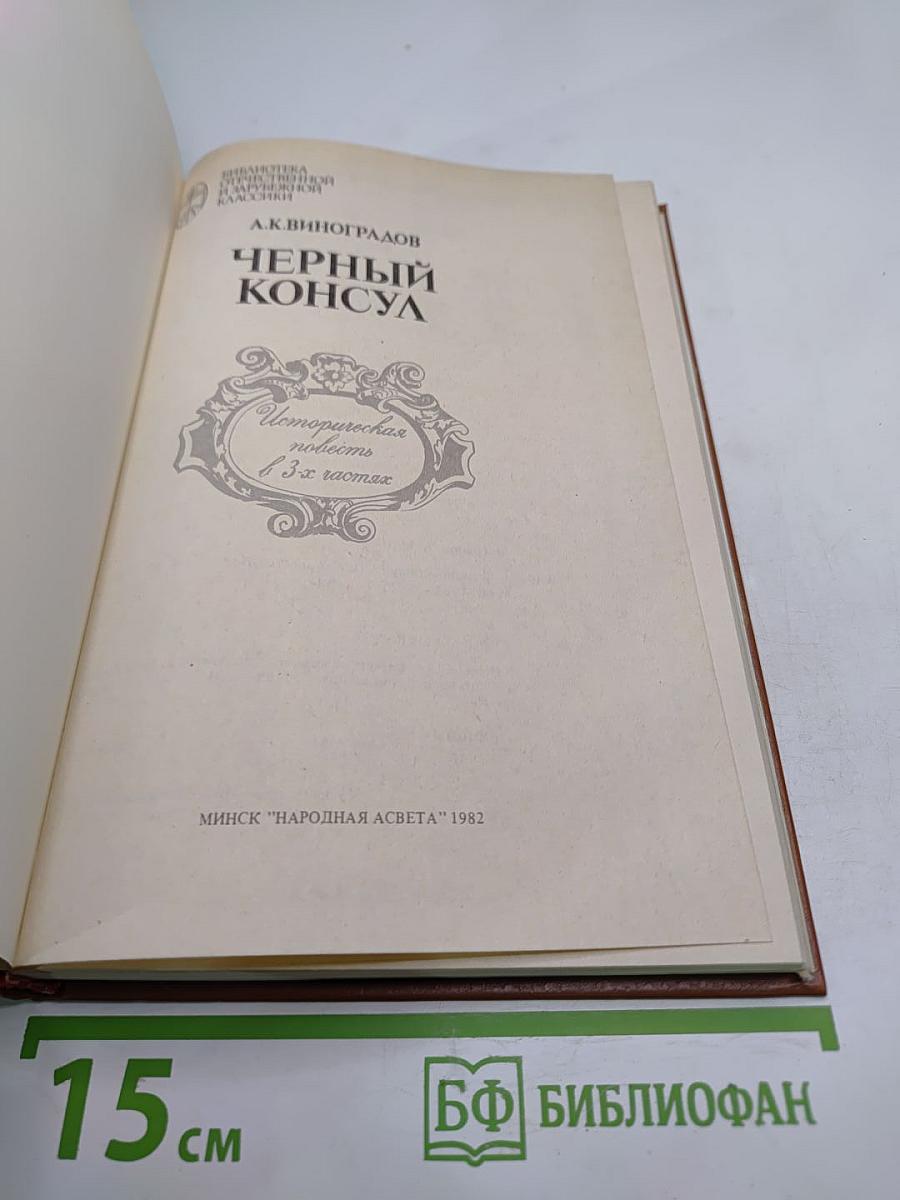 БИБЛИОТЕКА
ОТЕЧЕСТВЕННОЙ
И ЗАРУБЕЖНОЙ
КЛАССИКИ
А.К.ВИНОГРАДОВ
ЧЕРНЫЙ
КОНСУЛ
Историческая
повесть
в 3-х частях
МИНСК "НАРОДНАЯ АСВЕТА" 1982
15 см
БФ БИБЛИОФАН